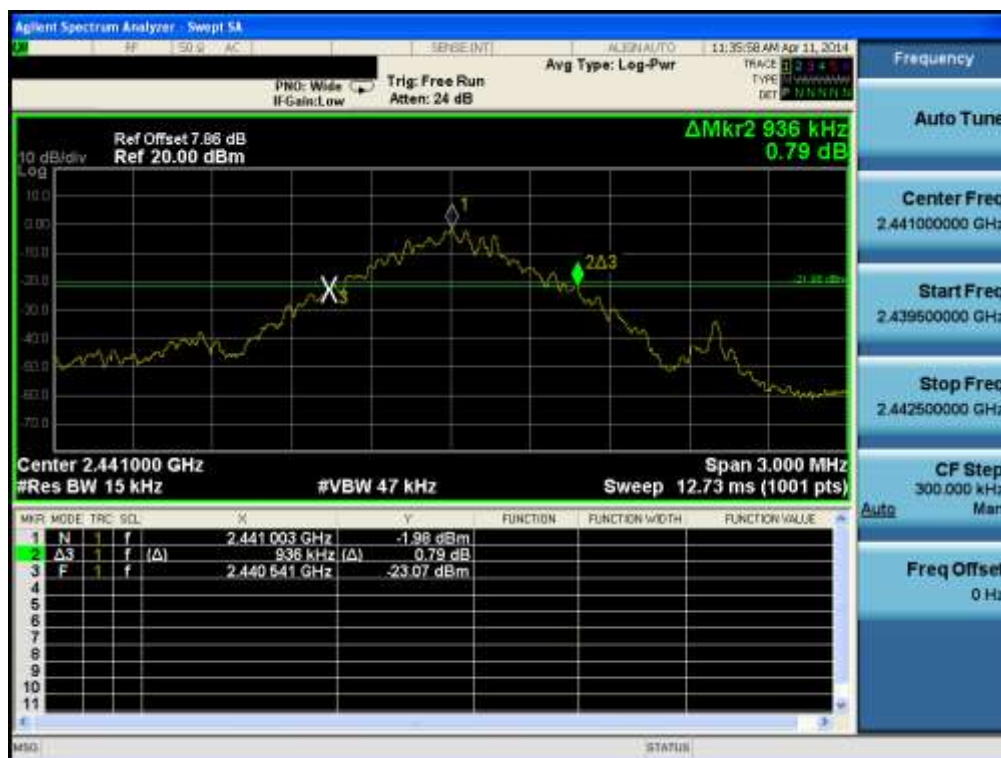 Agilent Spectrum Analyzer - Swept SA
RF 50 Ω AC SENSE:INT ALIGN AUTO 11:35:58 AM Apr 11, 2014
Avg Type: Log-Pwr
TRACE 1 2 3 4 5 6
PNO: Wide Trig: Free Run TYPE
IFGain:Low Atten: 24 dB DET P N N N N N
Ref Offset 7.86 dB
10 dB/div Ref 20.00 dBm
Log
ΔMkr2 936 kHz
0.79 dB
10.0
0.00
-10.0
-20.0
-30.0
-40.0
-50.0
-60.0
-70.0
1
2Δ3
3
-21.98 dBm
Center 2.441000 GHz Span 3.000 MHz
#Res BW 15 kHz #VBW 47 kHz Sweep 12.73 ms (1001 pts)
MKR MODE TRC SCL X Y FUNCTION FUNCTION WIDTH FUNCTION VALUE
1 N 1 f 2.441 003 GHz -1.98 dBm
2 Δ3 1 f (Δ) 936 kHz (Δ) 0.79 dB
3 F 1 f 2.440 541 GHz -23.07 dBm
4
5
6
7
8
9
10
11
MSG STATUS
Frequency
Auto Tune
Center Freq
2.441000000 GHz
Start Freq
2.439500000 GHz
Stop Freq
2.442500000 GHz
CF Step
300.000 kHz
Auto Man
Freq Offset
0 Hz